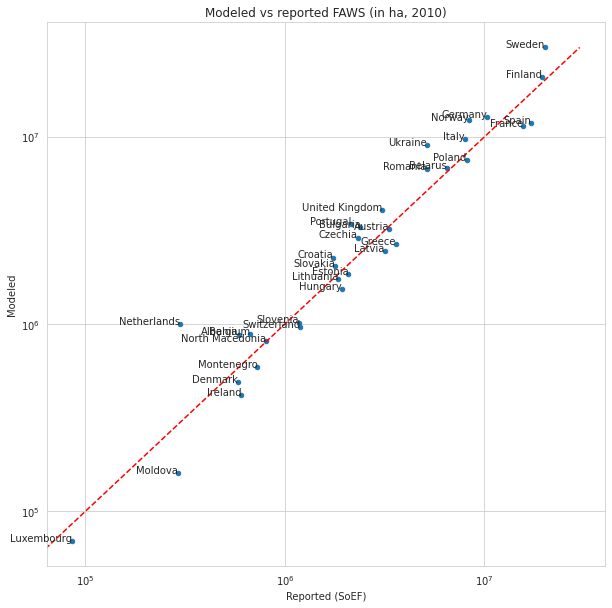 Modeled vs reported FAWS (in ha, 2010)
Sweden
Finland
Germany
Norway
Spain
France
Italy
Ukraine
Poland
Belarus
Romania
United Kingdom
Portugal
Bulgaria
Austria
Czechia
Greece
Latvia
Croatia
Slovakia
Estonia
Lithuania
Hungary
Netherlands
Slovenia
Switzerland
Belgium
Albania
North Macedonia
Montenegro
Denmark
Ireland
Moldova
Luxembourg
10^7
10^6
10^5
Modeled
10^5
10^6
10^7
Reported (SoEF)